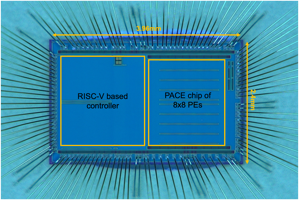 RISC-V based
controller
PACE chip of
8x8 PEs